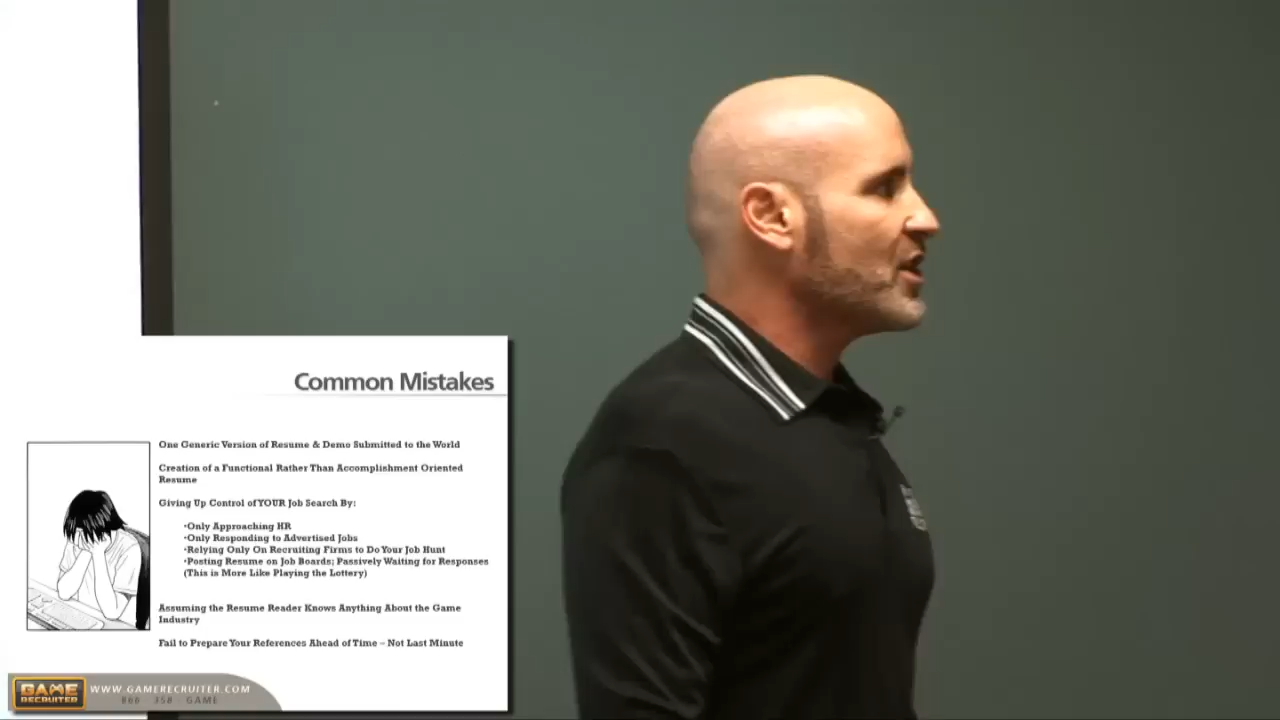 Common Mistakes
One Generic Version of Resume & Demo Submitted to the World
Creation of a Functional Rather Than Accomplishment Oriented
Resume
Giving Up Control of YOUR Job Search By:
•Only Approaching HR
•Only Responding to Advertised Jobs
•Relying Only On Recruiting Firms to Do Your Job Hunt
•Posting Resume on Job Boards; Passively Waiting for Responses
(This is More Like Playing the Lottery)
Assuming the Resume Reader Knows Anything About the Game
Industry
Fail to Prepare Your References Ahead of Time – Not Last Minute
GAME
RECRUITER
WWW.GAMERECRUITER.COM
866 358 GAME